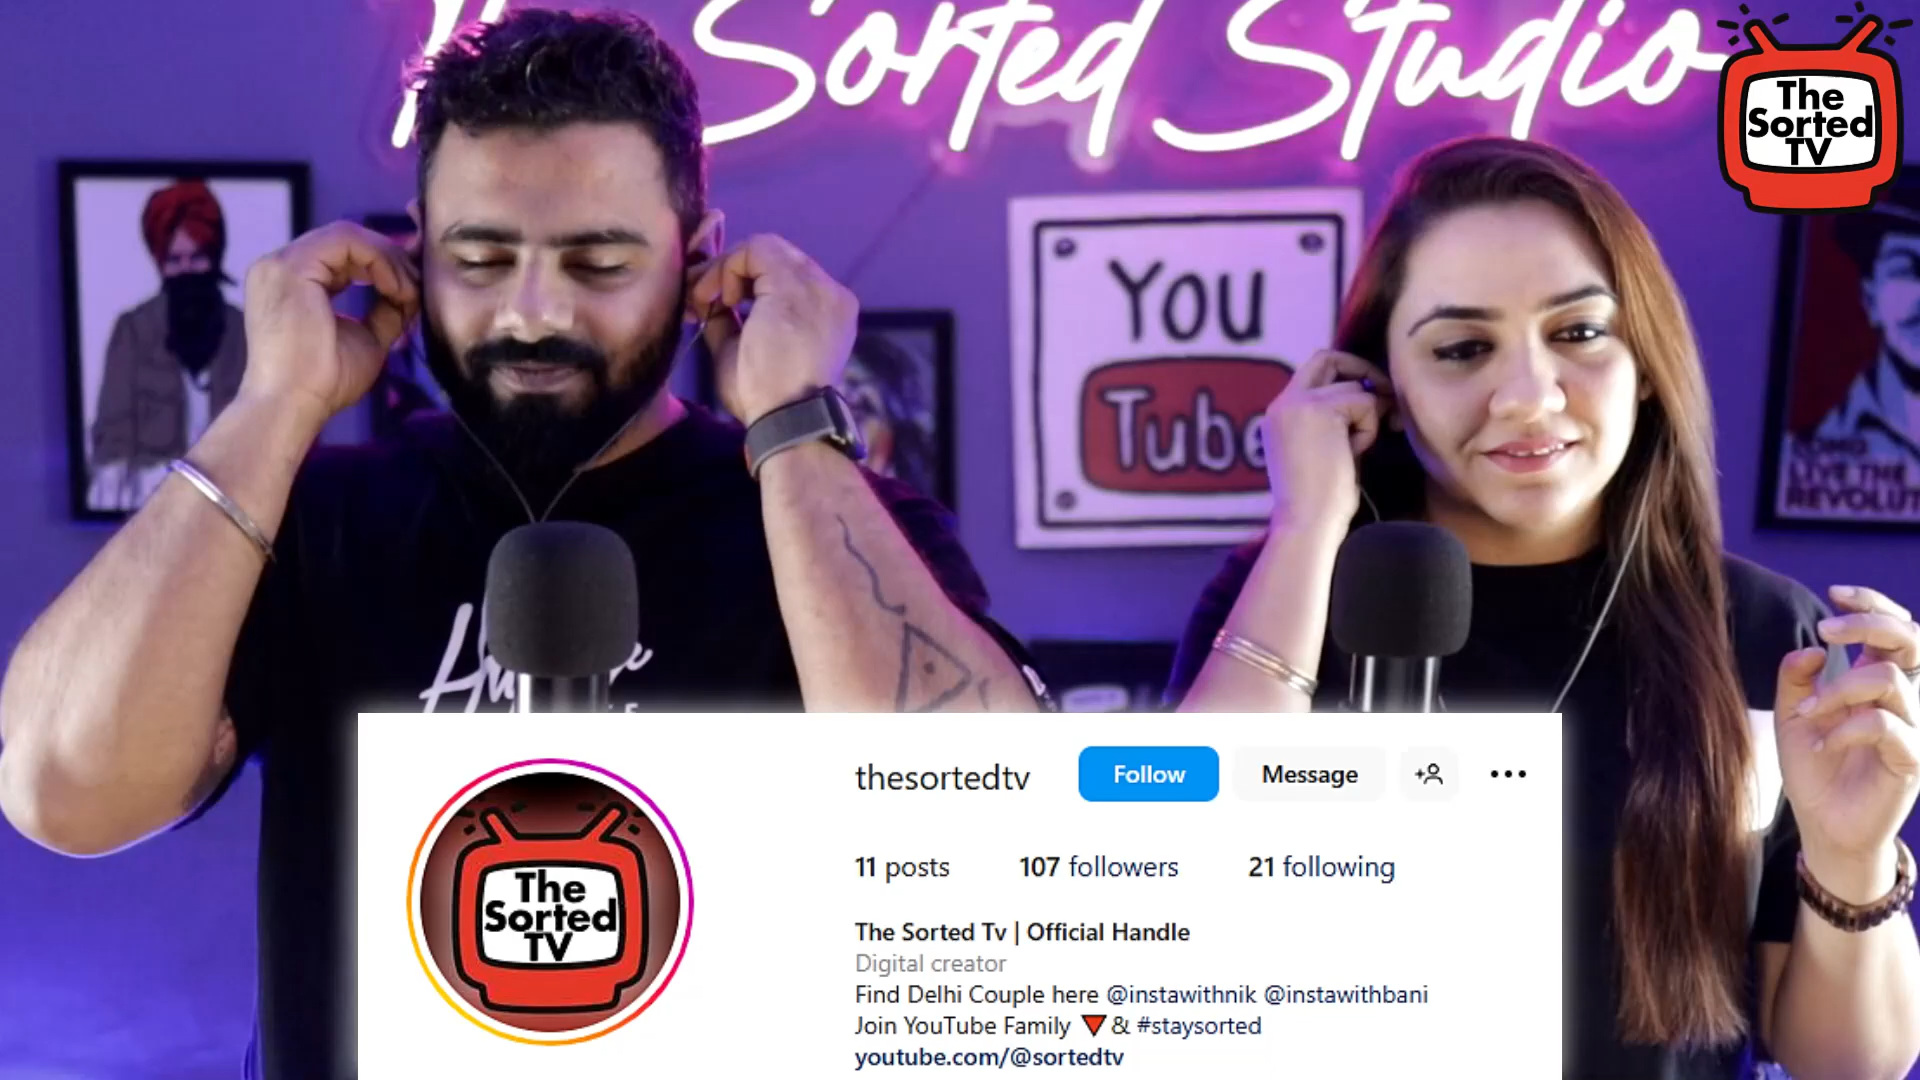 The Sorted Studio
The
Sorted
TV
You
Tube
LIVE THE
thesortedtv
Follow
Message
11 posts
107 followers
21 following
The
Sorted
TV
The Sorted Tv | Official Handle
Digital creator
Find Delhi Couple here @instawithnik @instawithbani
Join YouTube Family 🔻& #staysorted
youtube.com/@sortedtv